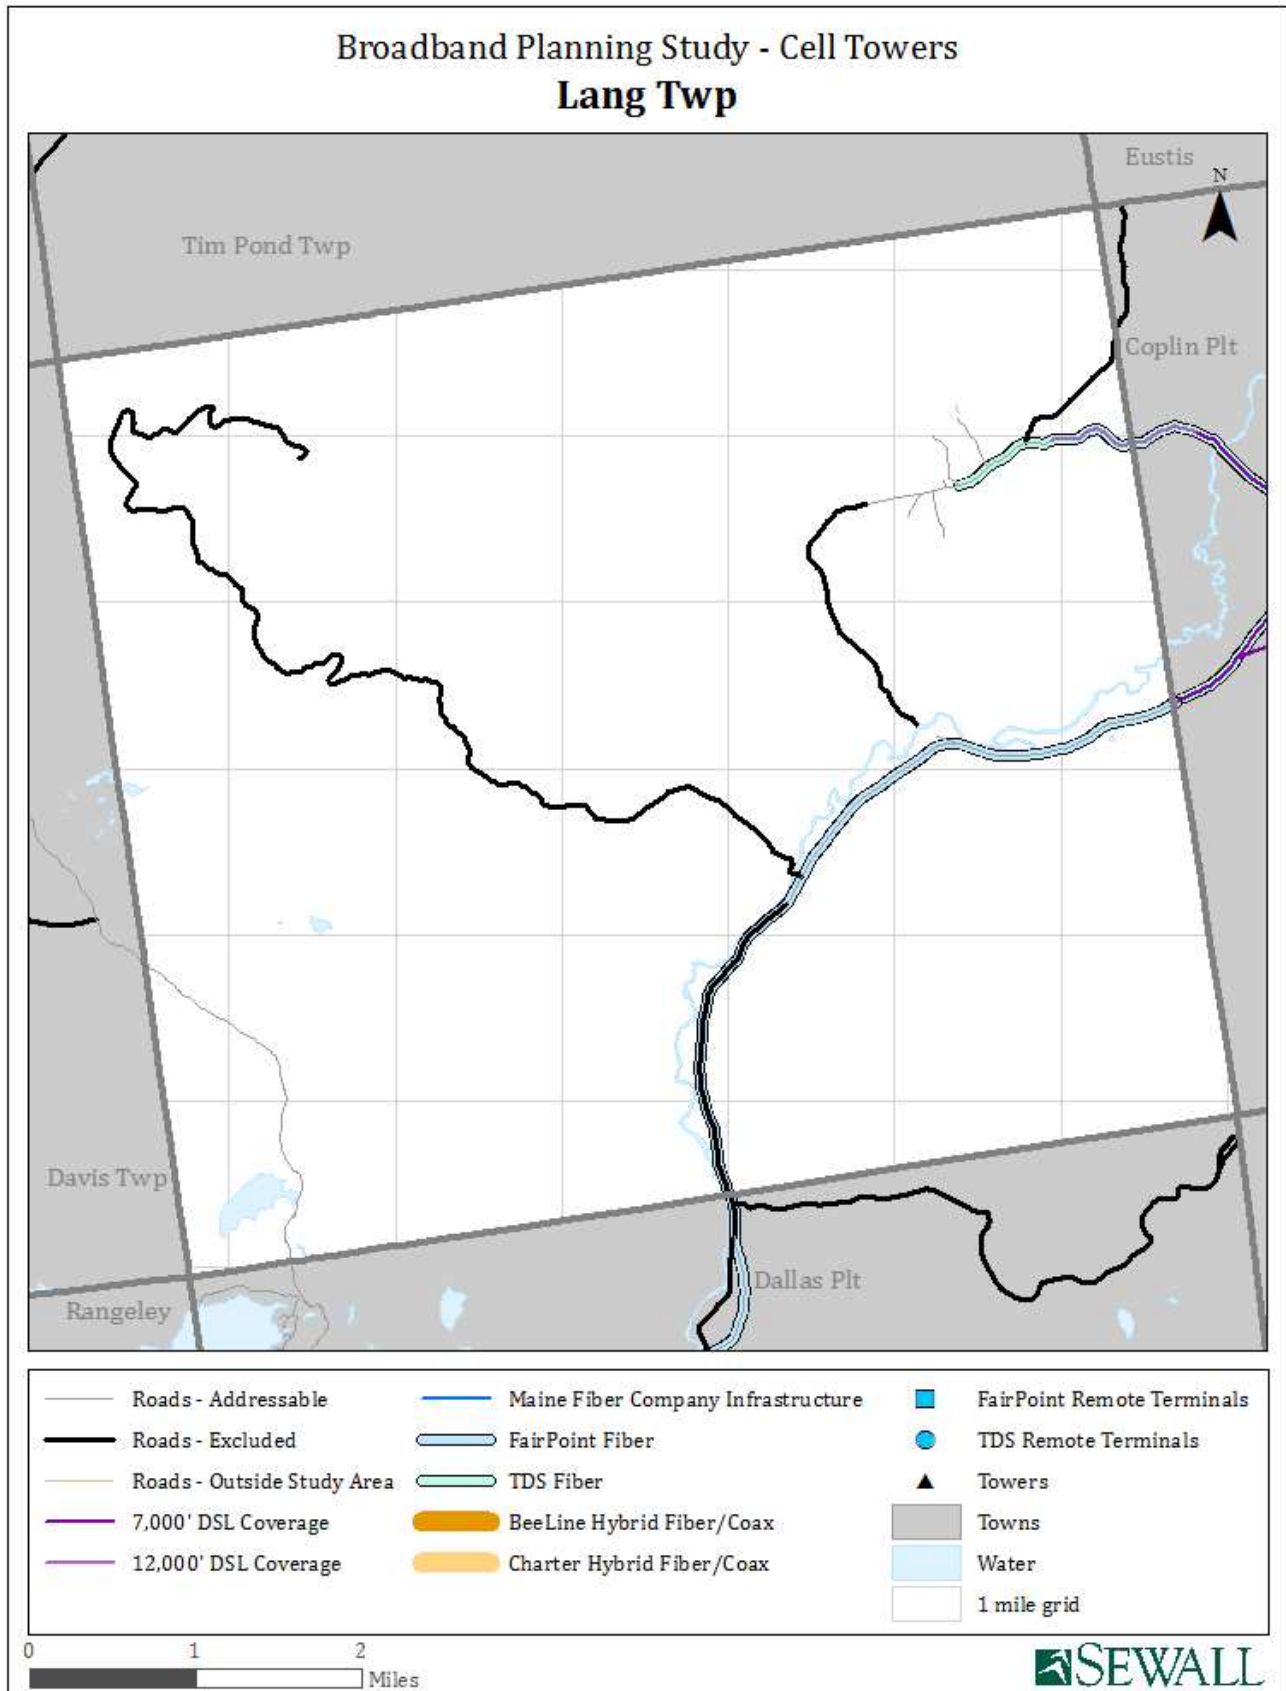 Broadband Planning Study - Cell Towers
Lang Twp
Eustis
N
Tim Pond Twp
Coplin Plt
Davis Twp
Dallas Plt
Rangeley
Roads - Addressable
Roads - Excluded
Roads - Outside Study Area
7,000' DSL Coverage
12,000' DSL Coverage
Maine Fiber Company Infrastructure
FairPoint Fiber
TDS Fiber
BeeLine Hybrid Fiber/Coax
Charter Hybrid Fiber/Coax
FairPoint Remote Terminals
TDS Remote Terminals
Towers
Towns
Water
1 mile grid
0 1 2
Miles
SEWALL